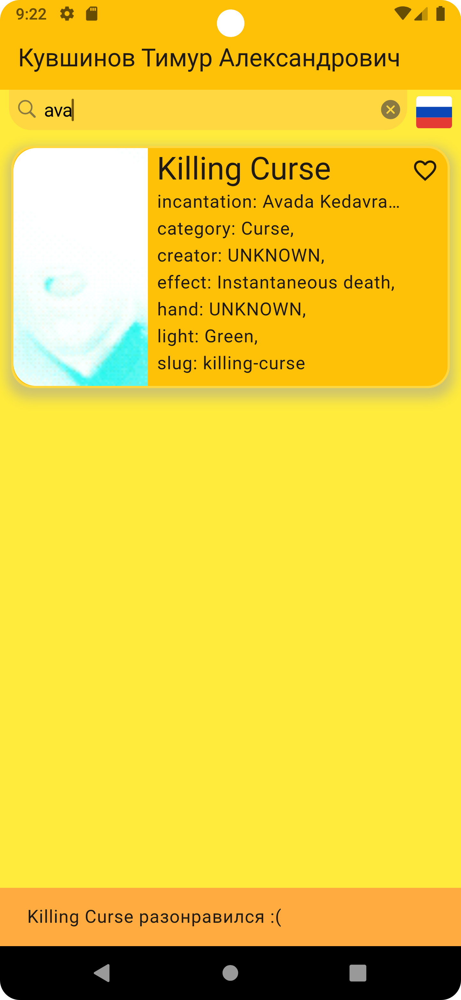 9:22
Кувшинов Тимур Александрович
ava
Killing Curse
incantation: Avada Kedavra…
category: Curse,
creator: UNKNOWN,
effect: Instantaneous death,
hand: UNKNOWN,
light: Green,
slug: killing-curse
Killing Curse разонравился :(